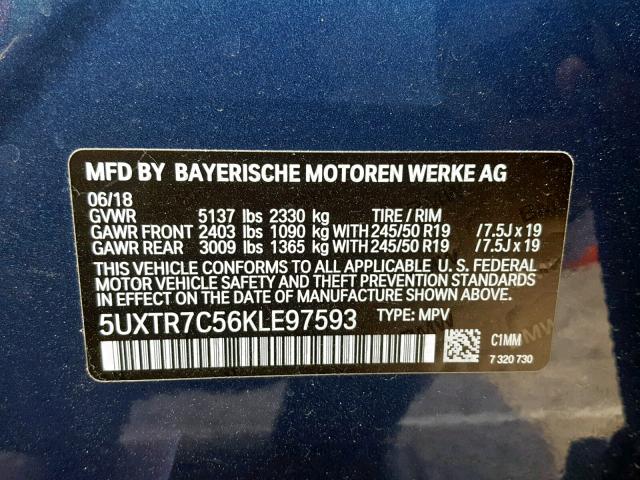 MFD BY BAYERISCHE MOTOREN WERKE AG
06/18
GVWR 5137 lbs 2330 kg TIRE / RIM
GAWR FRONT 2403 lbs 1090 kg WITH 245/50 R19 /7.5J x 19
GAWR REAR 3009 lbs 1365 kg WITH 245/50 R19 /7.5J x 19
THIS VEHICLE CONFORMS TO ALL APPLICABLE U. S. FEDERAL
MOTOR VEHICLE SAFETY AND THEFT PREVENTION STANDARDS
IN EFFECT ON THE DATE OF MANUFACTURE SHOWN ABOVE.
5UXTR7C56KLE97593 TYPE: MPV
C1MM
7 320 730